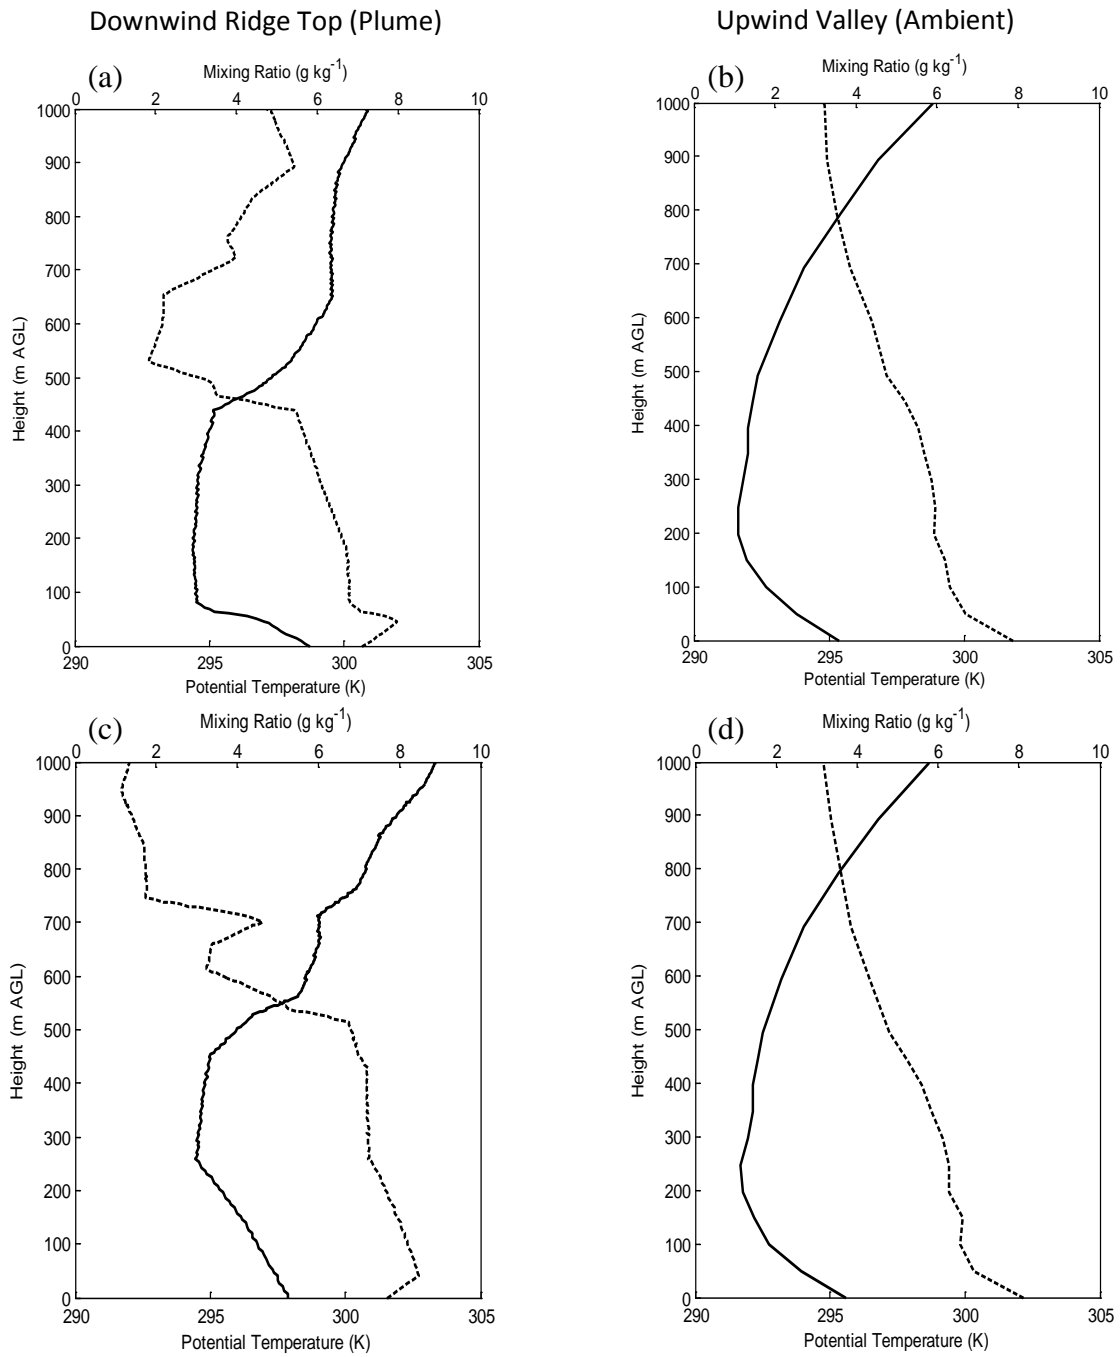 Downwind Ridge Top (Plume)
Upwind Valley (Ambient)
(a)
Mixing Ratio (g kg-1)
0 2 4 6 8 10
1000
900
800
700
600
500
400
300
200
100
0
Height (m AGL)
290 295 300 305
Potential Temperature (K)
(b)
Mixing Ratio (g kg-1)
0 2 4 6 8 10
1000
900
800
700
600
500
400
300
200
100
0
Height (m AGL)
290 295 300 305
Potential Temperature (K)
(c)
Mixing Ratio (g kg-1)
0 2 4 6 8 10
1000
900
800
700
600
500
400
300
200
100
0
Height (m AGL)
290 295 300 305
Potential Temperature (K)
(d)
Mixing Ratio (g kg-1)
0 2 4 6 8 10
1000
900
800
700
600
500
400
300
200
100
0
Height (m AGL)
290 295 300 305
Potential Temperature (K)